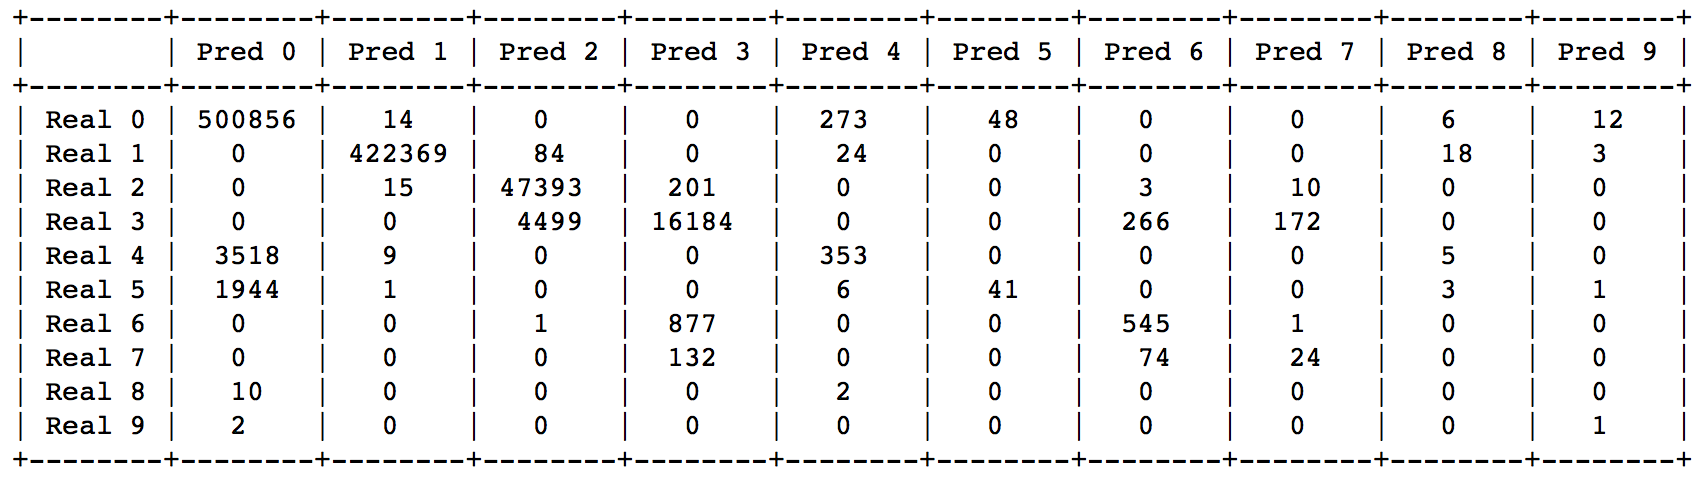 +--------+--------+--------+--------+--------+--------+--------+--------+--------+--------+--------+
|        | Pred 0 | Pred 1 | Pred 2 | Pred 3 | Pred 4 | Pred 5 | Pred 6 | Pred 7 | Pred 8 | Pred 9 |
+--------+--------+--------+--------+--------+--------+--------+--------+--------+--------+--------+
| Real 0 | 500856 |   14   |   0    |   0    |  273   |   48   |   0    |   0    |   6    |   12   |
| Real 1 |   0    | 422369 |   84   |   0    |   24   |   0    |   0    |   0    |   18   |   3    |
| Real 2 |   0    |   15   | 47393  |  201   |   0    |   0    |   3    |   10   |   0    |   0    |
| Real 3 |   0    |   0    |  4499  | 16184  |   0    |   0    |  266   |  172   |   0    |   0    |
| Real 4 |  3518  |   9    |   0    |   0    |  353   |   0    |   0    |   0    |   5    |   0    |
| Real 5 |  1944  |   1    |   0    |   0    |   6    |   41   |   0    |   0    |   3    |   1    |
| Real 6 |   0    |   0    |   1    |  877   |   0    |   0    |  545   |   1    |   0    |   0    |
| Real 7 |   0    |   0    |   0    |  132   |   0    |   0    |   74   |   24   |   0    |   0    |
| Real 8 |   10   |   0    |   0    |   0    |   2    |   0    |   0    |   0    |   0    |   0    |
| Real 9 |   2    |   0    |   0    |   0    |   0    |   0    |   0    |   0    |   0    |   1    |
+--------+--------+--------+--------+--------+--------+--------+--------+--------+--------+--------+